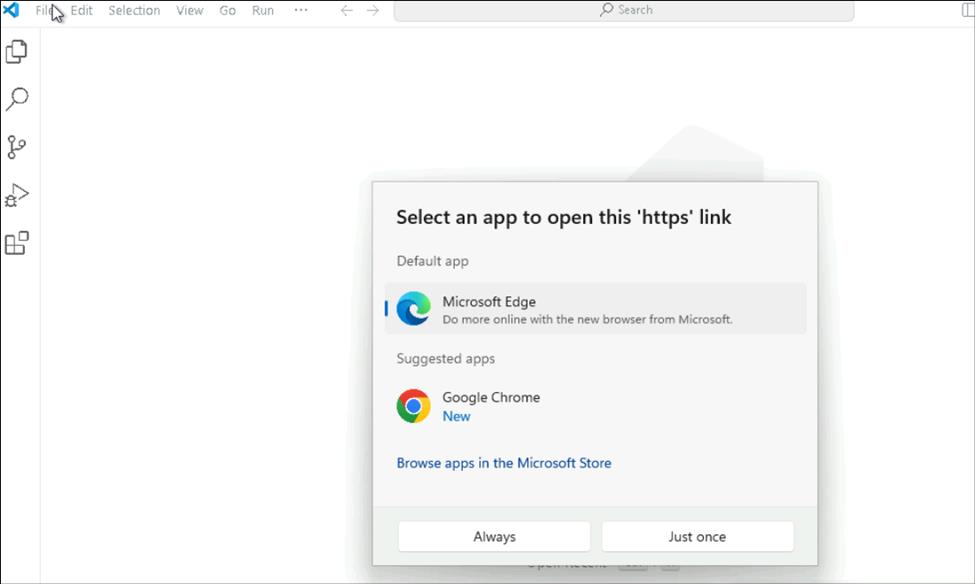 File Edit Selection View Go Run ··· Search
Select an app to open this 'https' link
Default app
Microsoft Edge
Do more online with the new browser from Microsoft.
Suggested apps
Google Chrome
New
Browse apps in the Microsoft Store
Always Just once
Open Recent